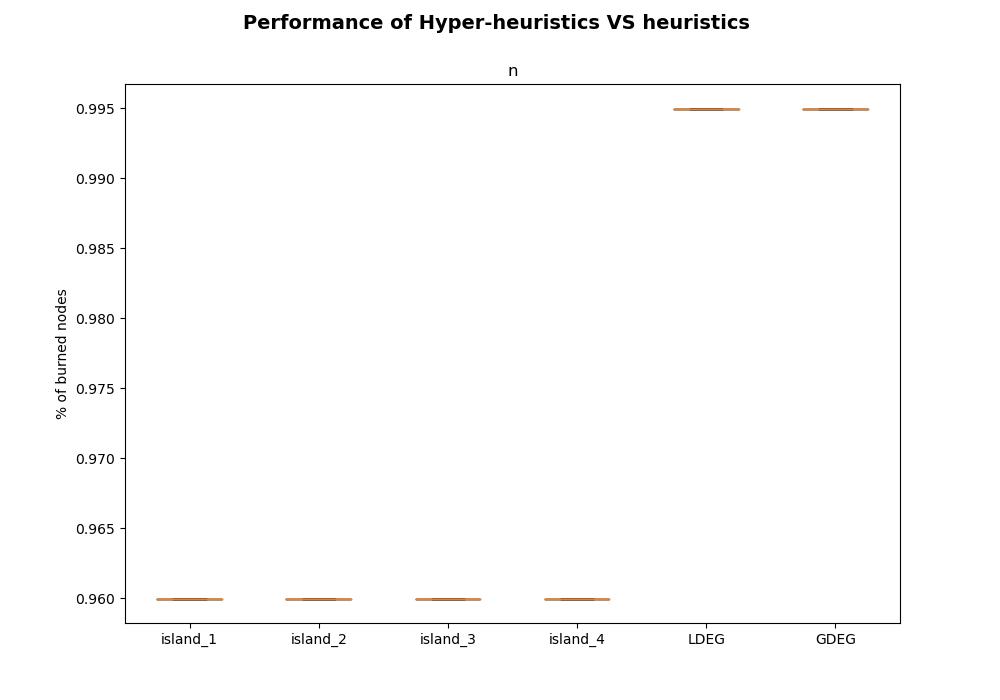 Performance of Hyper-heuristics VS heuristics
n
0.995
0.990
0.985
0.980
0.975
0.970
0.965
0.960
% of burned nodes
island_1 island_2 island_3 island_4 LDEG GDEG